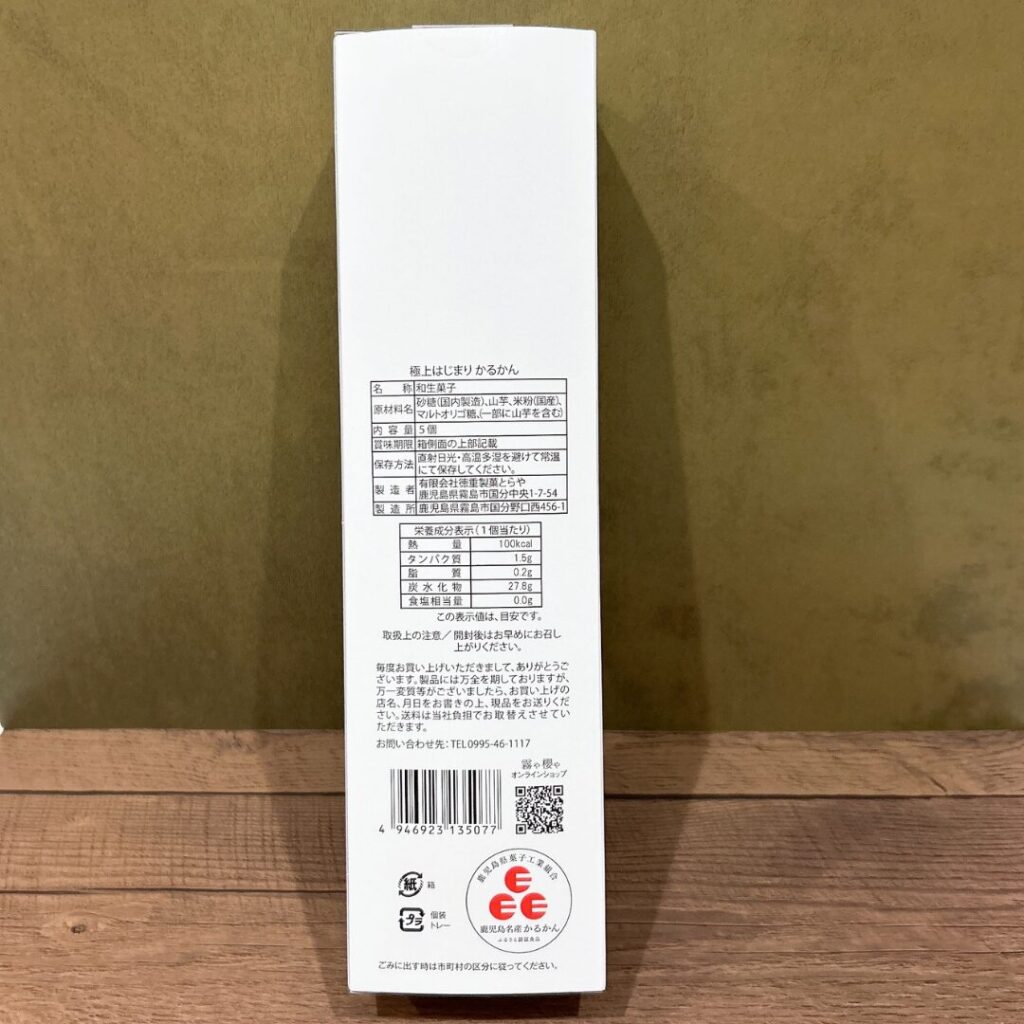 極上はじまり かるかん
名称 和生菓子
原材料名 砂糖(国内製造)、山芋、米粉(国産)、
マルトオリゴ糖、(一部に山芋を含む)
内容量 5個
賞味期限 箱側面の上部記載
保存方法 直射日光・高温多湿を避けて常温
にて保存してください。
製造者 有限会社徳重製菓とらや
鹿児島県霧島市国分中央1-7-54
製造所 鹿児島県霧島市国分野口西456-1
栄養成分表示(1個当たり)
熱量 100kcal
タンパク質 1.5g
脂質 0.2g
炭水化物 27.8g
食塩相当量 0.0g
この表示値は、目安です。
取扱上の注意/開封後はお早めにお召し
上がりください。
毎度お買い上げいただきまして、ありがとうご
ざいます。製品には万全を期しておりますが、
万一変質等がございましたら、お買い上げの
店名、月日をお書きの上、現品をお送りくだ
さい。送料は当社負担でお取替えさせてい
ただきます。
お問い合わせ先：TEL0995-46-1117
霧や櫻や
オンラインショップ
4 946923 135077
紙 箱
プラ 個装
トレー
鹿児島県菓子工業組合
鹿児島名産かるかん
ふるさと認証食品
ごみに出す時は市町村の区分に従ってください。